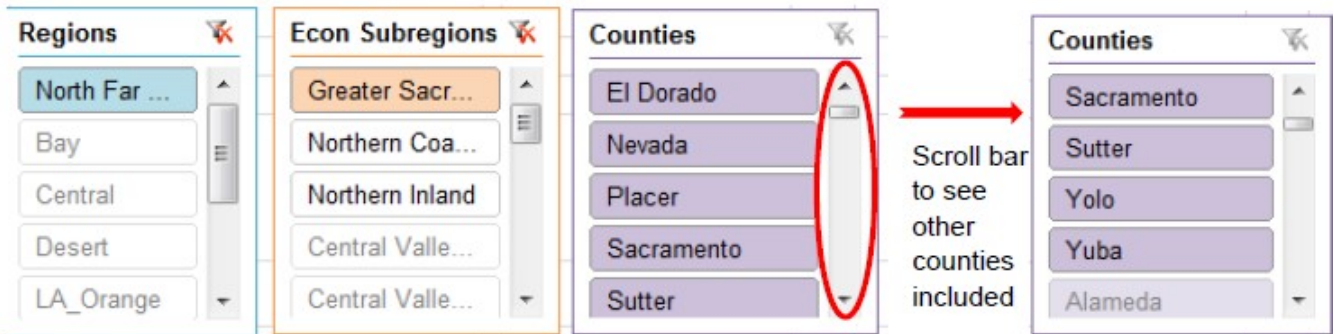 Regions
North Far ...
Bay
Central
Desert
LA_Orange
Econ Subregions
Greater Sacr...
Northern Coa...
Northern Inland
Central Valle...
Central Valle...
Counties
El Dorado
Nevada
Placer
Sacramento
Sutter
Scroll bar
to see
other
counties
included
Counties
Sacramento
Sutter
Yolo
Yuba
Alameda